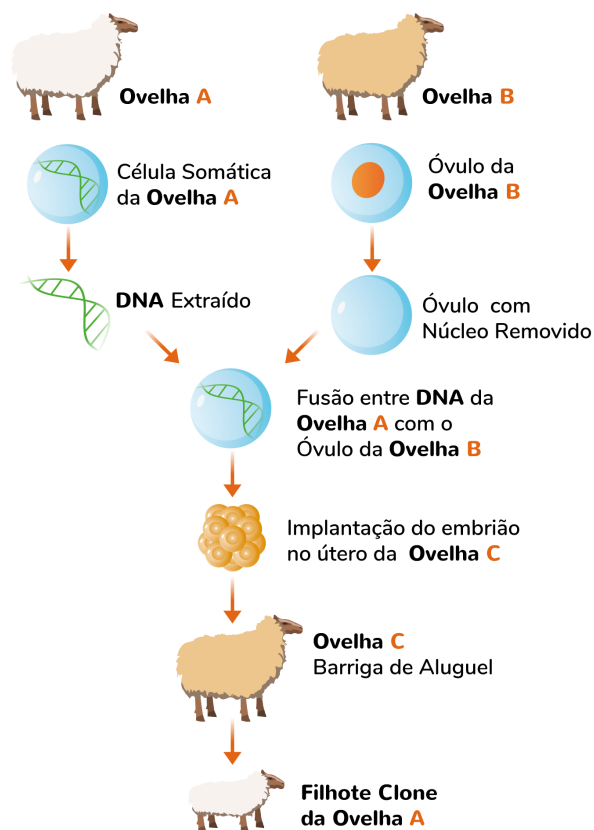 Ovelha A
Ovelha B
Célula Somática
da Ovelha A
Óvulo da
Ovelha B
DNA Extraído
Óvulo com
Núcleo Removido
Fusão entre DNA da
Ovelha A com o
Óvulo da Ovelha B
Implantação do embrião
no útero da Ovelha C
Ovelha C
Barriga de Aluguel
Filhote Clone
da Ovelha A